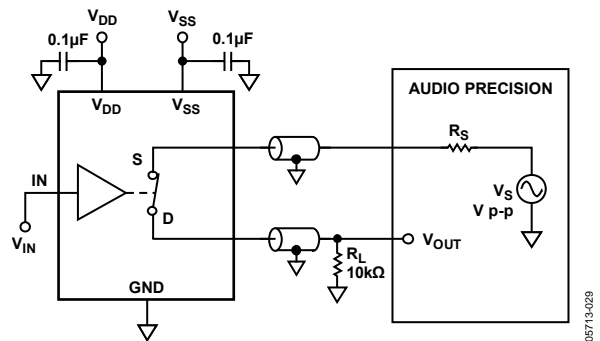 VDD
VSS
0.1µF
0.1µF
VDD
VSS
AUDIO PRECISION
RS
S
IN
VS
V p-p
D
VIN
VOUT
RL
10kΩ
GND
05713-029